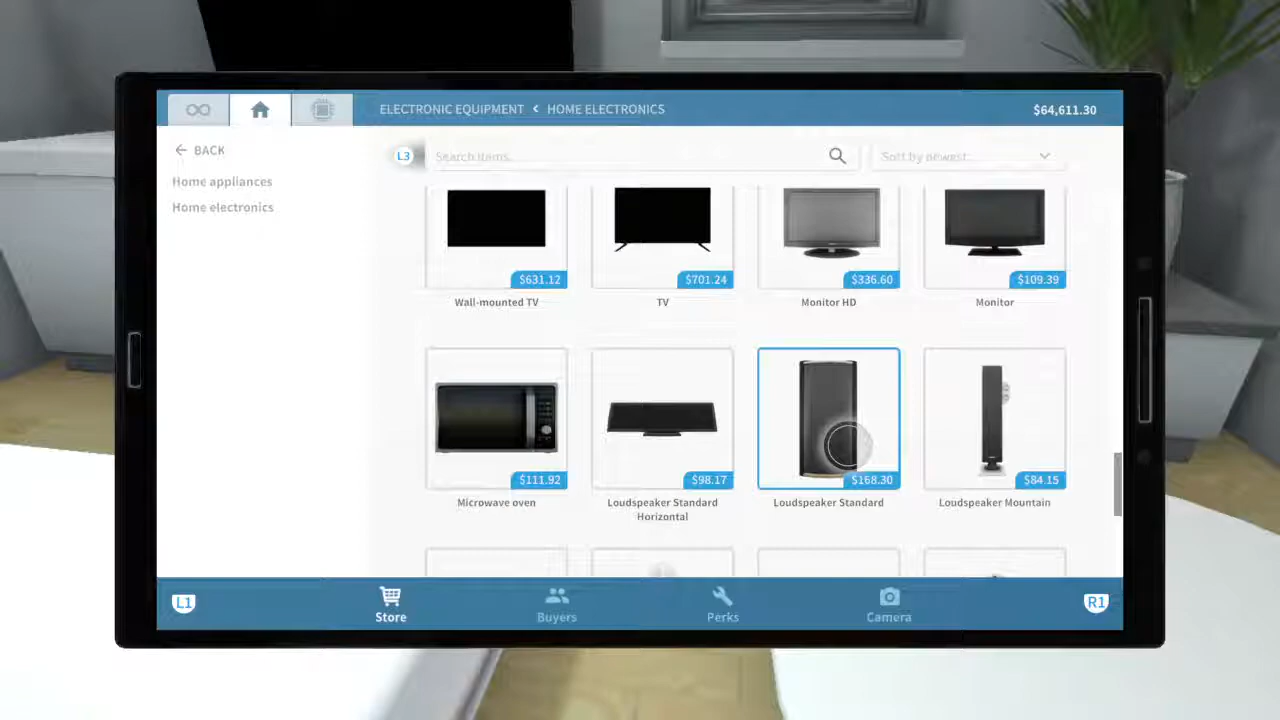 ELECTRONIC EQUIPMENT < HOME ELECTRONICS
$64,611.30
BACK
L3
Search items...
Sort by newest...
Home appliances
Home electronics
$631.12
$701.24
$336.60
$109.39
Wall-mounted TV
TV
Monitor HD
Monitor
$111.92
$98.17
$168.30
$84.15
Microwave oven
Loudspeaker Standard
Horizontal
Loudspeaker Standard
Loudspeaker Mountain
L1
Store
Buyers
Perks
Camera
R1